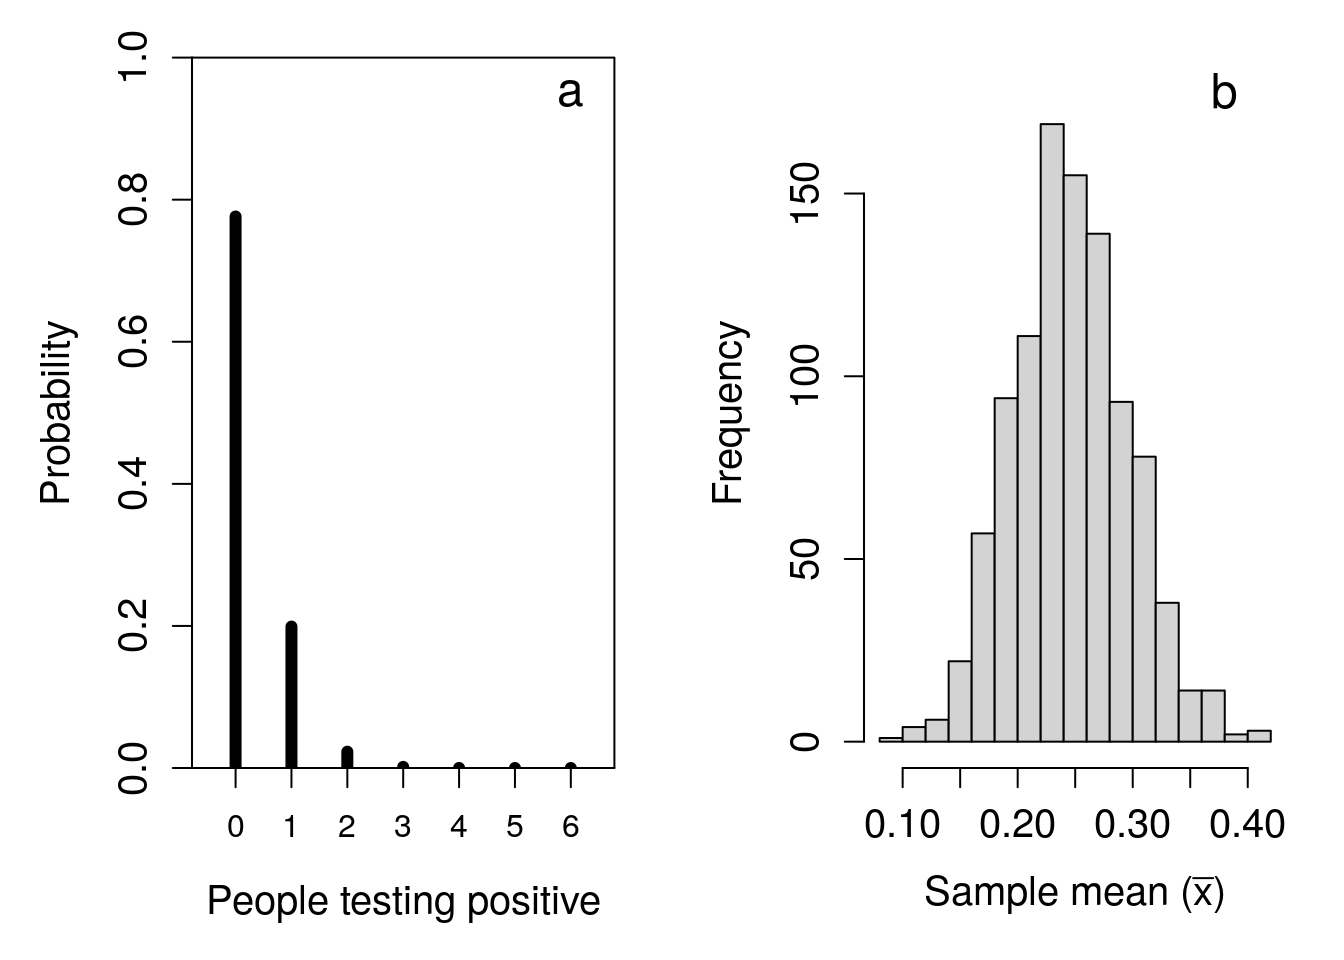 a
1.0
0.8
0.6
0.4
0.2
0.0
Probability
0 1 2 3 4 5 6
People testing positive
b
150
100
50
0
Frequency
0.10 0.20 0.30 0.40
Sample mean (x̅)